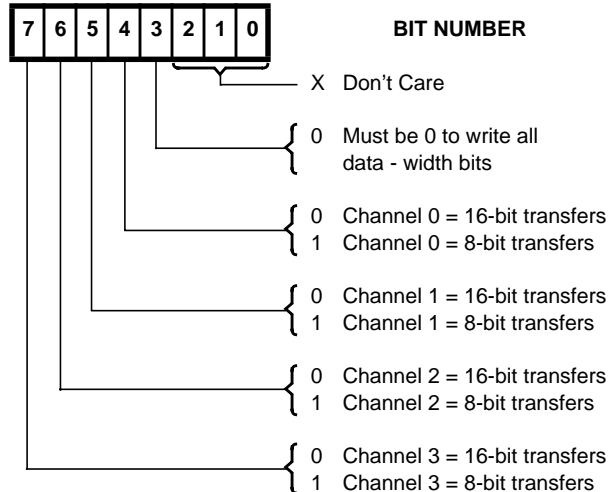 7 6 5 4 3 2 1 0 BIT NUMBER
X Don't Care
0 Must be 0 to write all
data - width bits
0 Channel 0 = 16-bit transfers
1 Channel 0 = 8-bit transfers
0 Channel 1 = 16-bit transfers
1 Channel 1 = 8-bit transfers
0 Channel 2 = 16-bit transfers
1 Channel 2 = 8-bit transfers
0 Channel 3 = 16-bit transfers
1 Channel 3 = 8-bit transfers